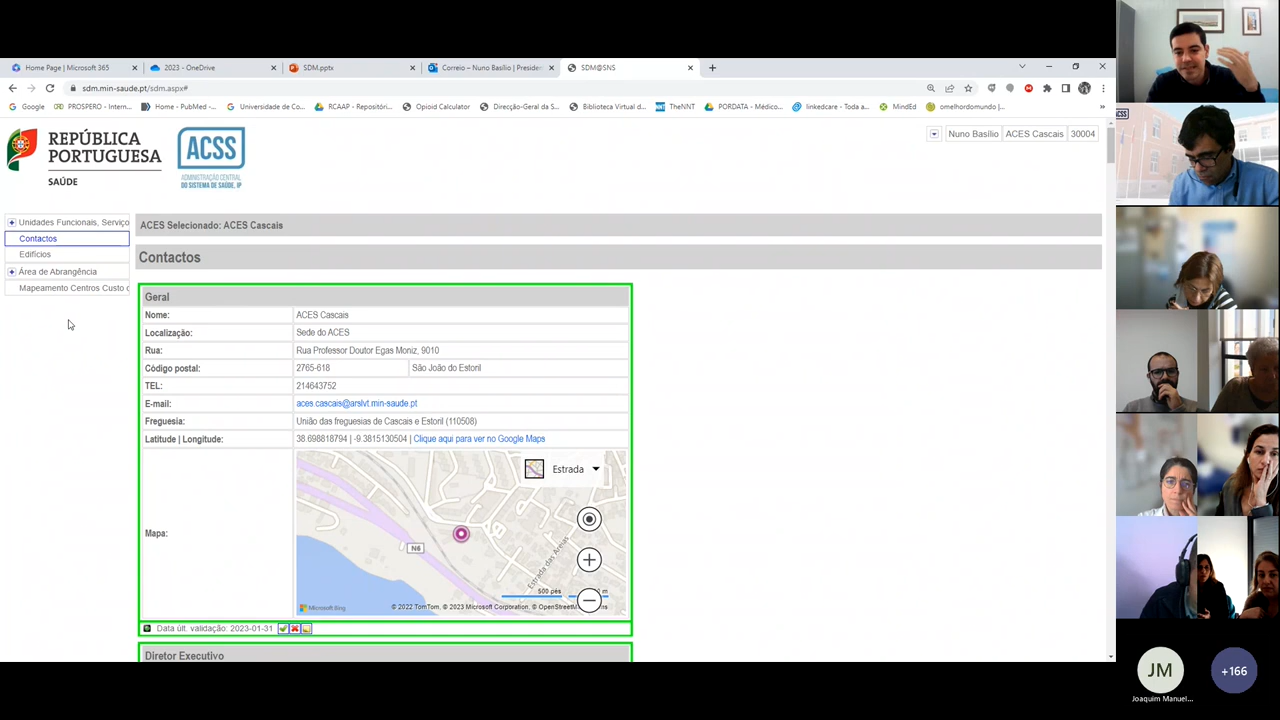 Home Page | Microsoft 365
2023 - OneDrive
SDM.pptx
Correio – Nuno Basílio | Presiden
SDM@SNS
sdm.min-saude.pt/sdm.aspx#
Google
PROSPERO - Intern...
Home - PubMed -...
Universidade de Co...
RCAAP - Repositóri...
Opioid Calculator
Direcção-Geral da S...
Biblioteca Virtual d...
TheNNT
PORDATA - Médico...
linkedcare - Toda a...
MindEd
omelhordomundo |...
REPÚBLICA
PORTUGUESA
SAÚDE
ACSS
ADMINISTRAÇÃO CENTRAL
DO SISTEMA DE SAÚDE, IP
Nuno Basílio
ACES Cascais
30004
ACSS
Unidades Funcionais, Serviço
Contactos
Edifícios
Área de Abrangência
Mapeamento Centros Custo
ACES Selecionado: ACES Cascais
Contactos
Geral
Nome: ACES Cascais
Localização: Sede do ACES
Rua: Rua Professor Doutor Egas Moniz, 9010
Código postal: 2765-618 São João do Estoril
TEL: 214643752
E-mail: aces.cascais@arslvt.min-saude.pt
Freguesia: União das freguesias de Cascais e Estoril (110508)
Latitude | Longitude: 38.698818794 | -9.3815130504 | Clique aqui para ver no Google Maps
Mapa:
Estrada
N6
Estrada das Areias
500 pés
Microsoft Bing
© 2022 TomTom, © 2023 Microsoft Corporation, © OpenStreetM
Data últ. validação: 2023-01-31
Diretor Executivo
JM
Joaquim Manuel...
+166